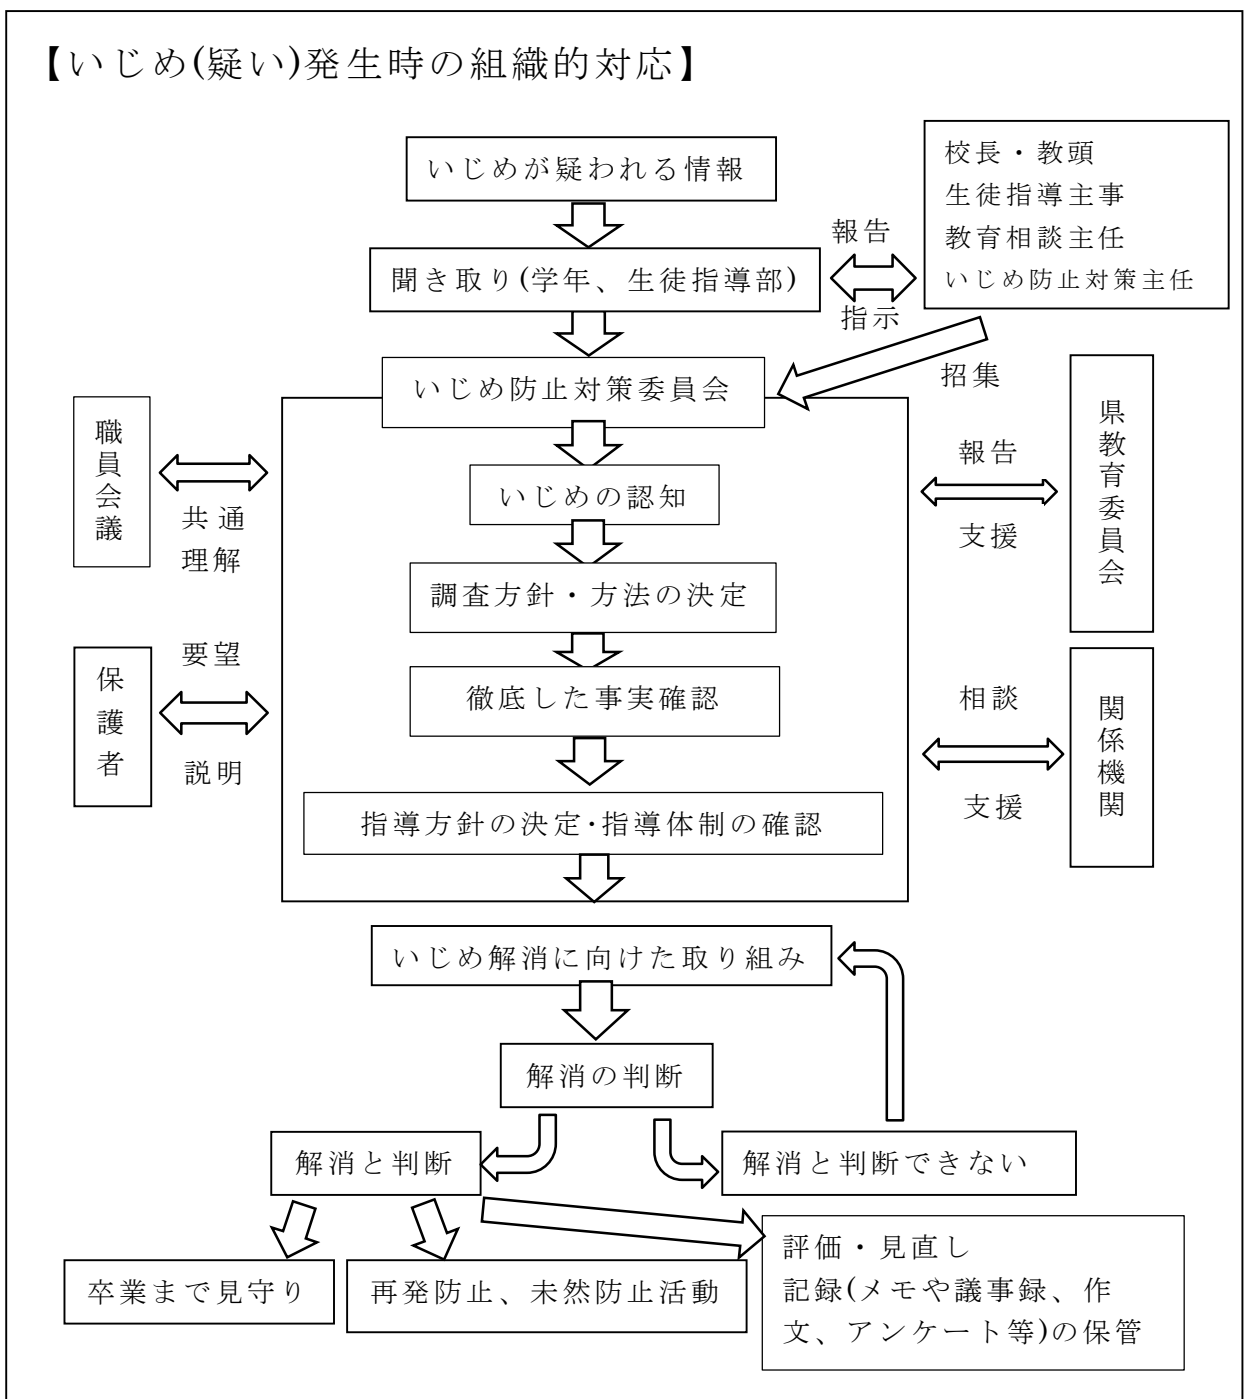 【いじめ(疑い)発生時の組織的対応】
いじめが疑われる情報
校長・教頭
生徒指導主事
教育相談主任
いじめ防止対策主任
聞き取り(学年、生徒指導部)
報告
指示
招集
いじめ防止対策委員会
職員会議
共通
理解
いじめの認知
報告
支援
県教育委員会
調査方針・方法の決定
保護者
要望
説明
徹底した事実確認
相談
支援
関係機関
指導方針の決定・指導体制の確認
いじめ解消に向けた取り組み
解消の判断
解消と判断
解消と判断できない
卒業まで見守り
再発防止、未然防止活動
評価・見直し
記録(メモや議事録、作
文、アンケート等)の保管